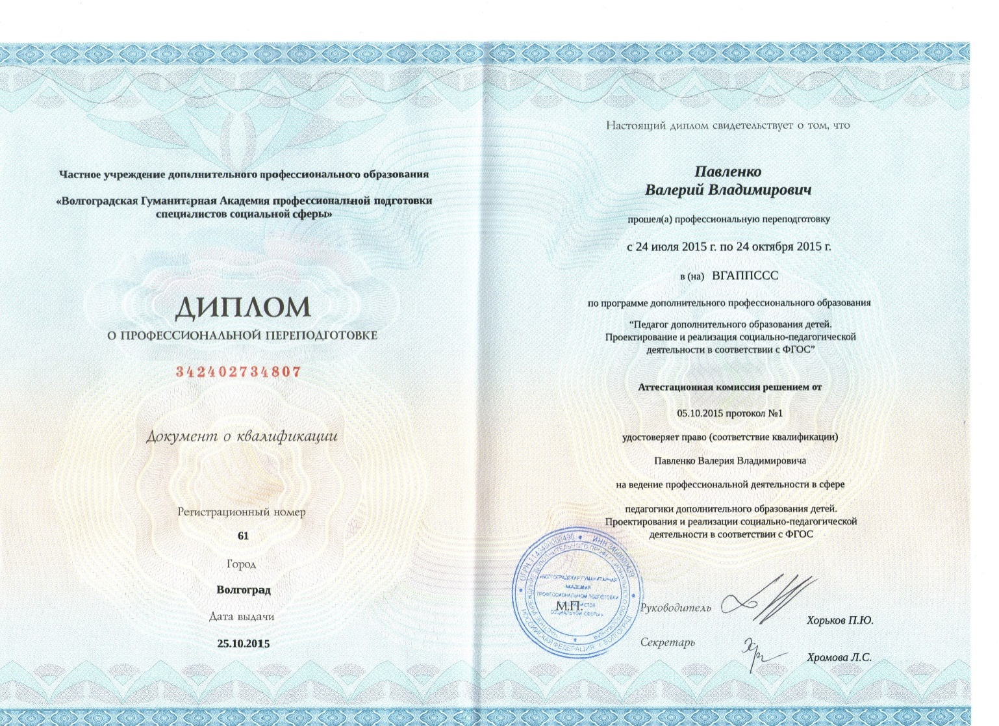 Частное учреждение дополнительного профессионального образования
«Волгоградская Гуманитарная Академия профессиональной подготовки
специалистов социальной сферы»
ДИПЛОМ
О ПРОФЕССИОНАЛЬНОЙ ПЕРЕПОДГОТОВКЕ
342402734807
Документ о квалификации
Регистрационный номер
61
Город
Волгоград
Дата выдачи
25.10.2015
Настоящий диплом свидетельствует о том, что
Павленко
Валерий Владимирович
прошел(а) профессиональную переподготовку
с 24 июля 2015 г. по 24 октября 2015 г.
в (на) ВГАППССС
по программе дополнительного профессионального образования
“Педагог дополнительного образования детей.
Проектирование и реализация социально-педагогической
деятельности в соответствии с ФГОС”
Аттестационная комиссия решением от
05.10.2015 протокол №1
удостоверяет право (соответствие квалификации)
Павленко Валерия Владимировича
на ведение профессиональной деятельности в сфере
педагогики дополнительного образования детей.
Проектирования и реализации социально-педагогической
деятельности в соответствии с ФГОС
ОГРН 1143400000490 * ИНН 3460000439
ЧАСТНОЕ УЧРЕЖДЕНИЕ ДОПОЛНИТЕЛЬНОГО ПРОФЕССИОНАЛЬНОГО ОБРАЗОВАНИЯ
РОССИЙСКАЯ ФЕДЕРАЦИЯ Г. ВОЛГОГРАД
«ВОЛГОГРАДСКАЯ ГУМАНИТАРНАЯ
АКАДЕМИЯ
ПРОФЕССИОНАЛЬНОЙ ПОДГОТОВКИ
СПЕЦИАЛИСТОВ
СОЦИАЛЬНОЙ СФЕРЫ»
М.П.
Руководитель
Хорьков П.Ю.
Секретарь
Хромова Л.С.